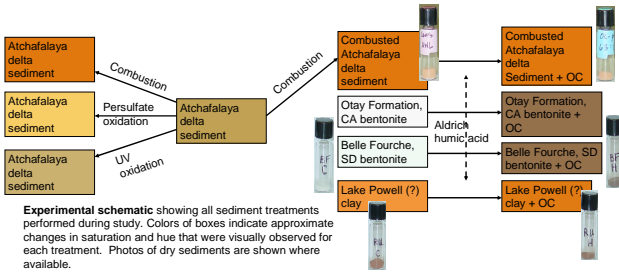 Atchafalaya
delta
sediment
Combustion
Atchafalaya
delta
sediment
Persulfate
oxidation
Atchafalaya
delta
sediment
UV
oxidation
Atchafalaya
delta
sediment
Combustion
Combusted
Atchafalaya
delta
sediment
Combusted
Atchafalaya
delta
Sediment + OC
Otay Formation,
CA bentonite
Otay Formation,
CA bentonite +
OC
Aldrich
humic acid
Belle Fourche,
SD bentonite
Belle Fourche, SD
bentonite + OC
Lake Powell (?)
clay
Lake Powell (?)
clay + OC
BF
C
BF
H
RU
C
RU
H
Experimental schematic showing all sediment treatments
performed during study. Colors of boxes indicate approximate
changes in saturation and hue that were visually observed for
each treatment.  Photos of dry sediments are shown where
available.